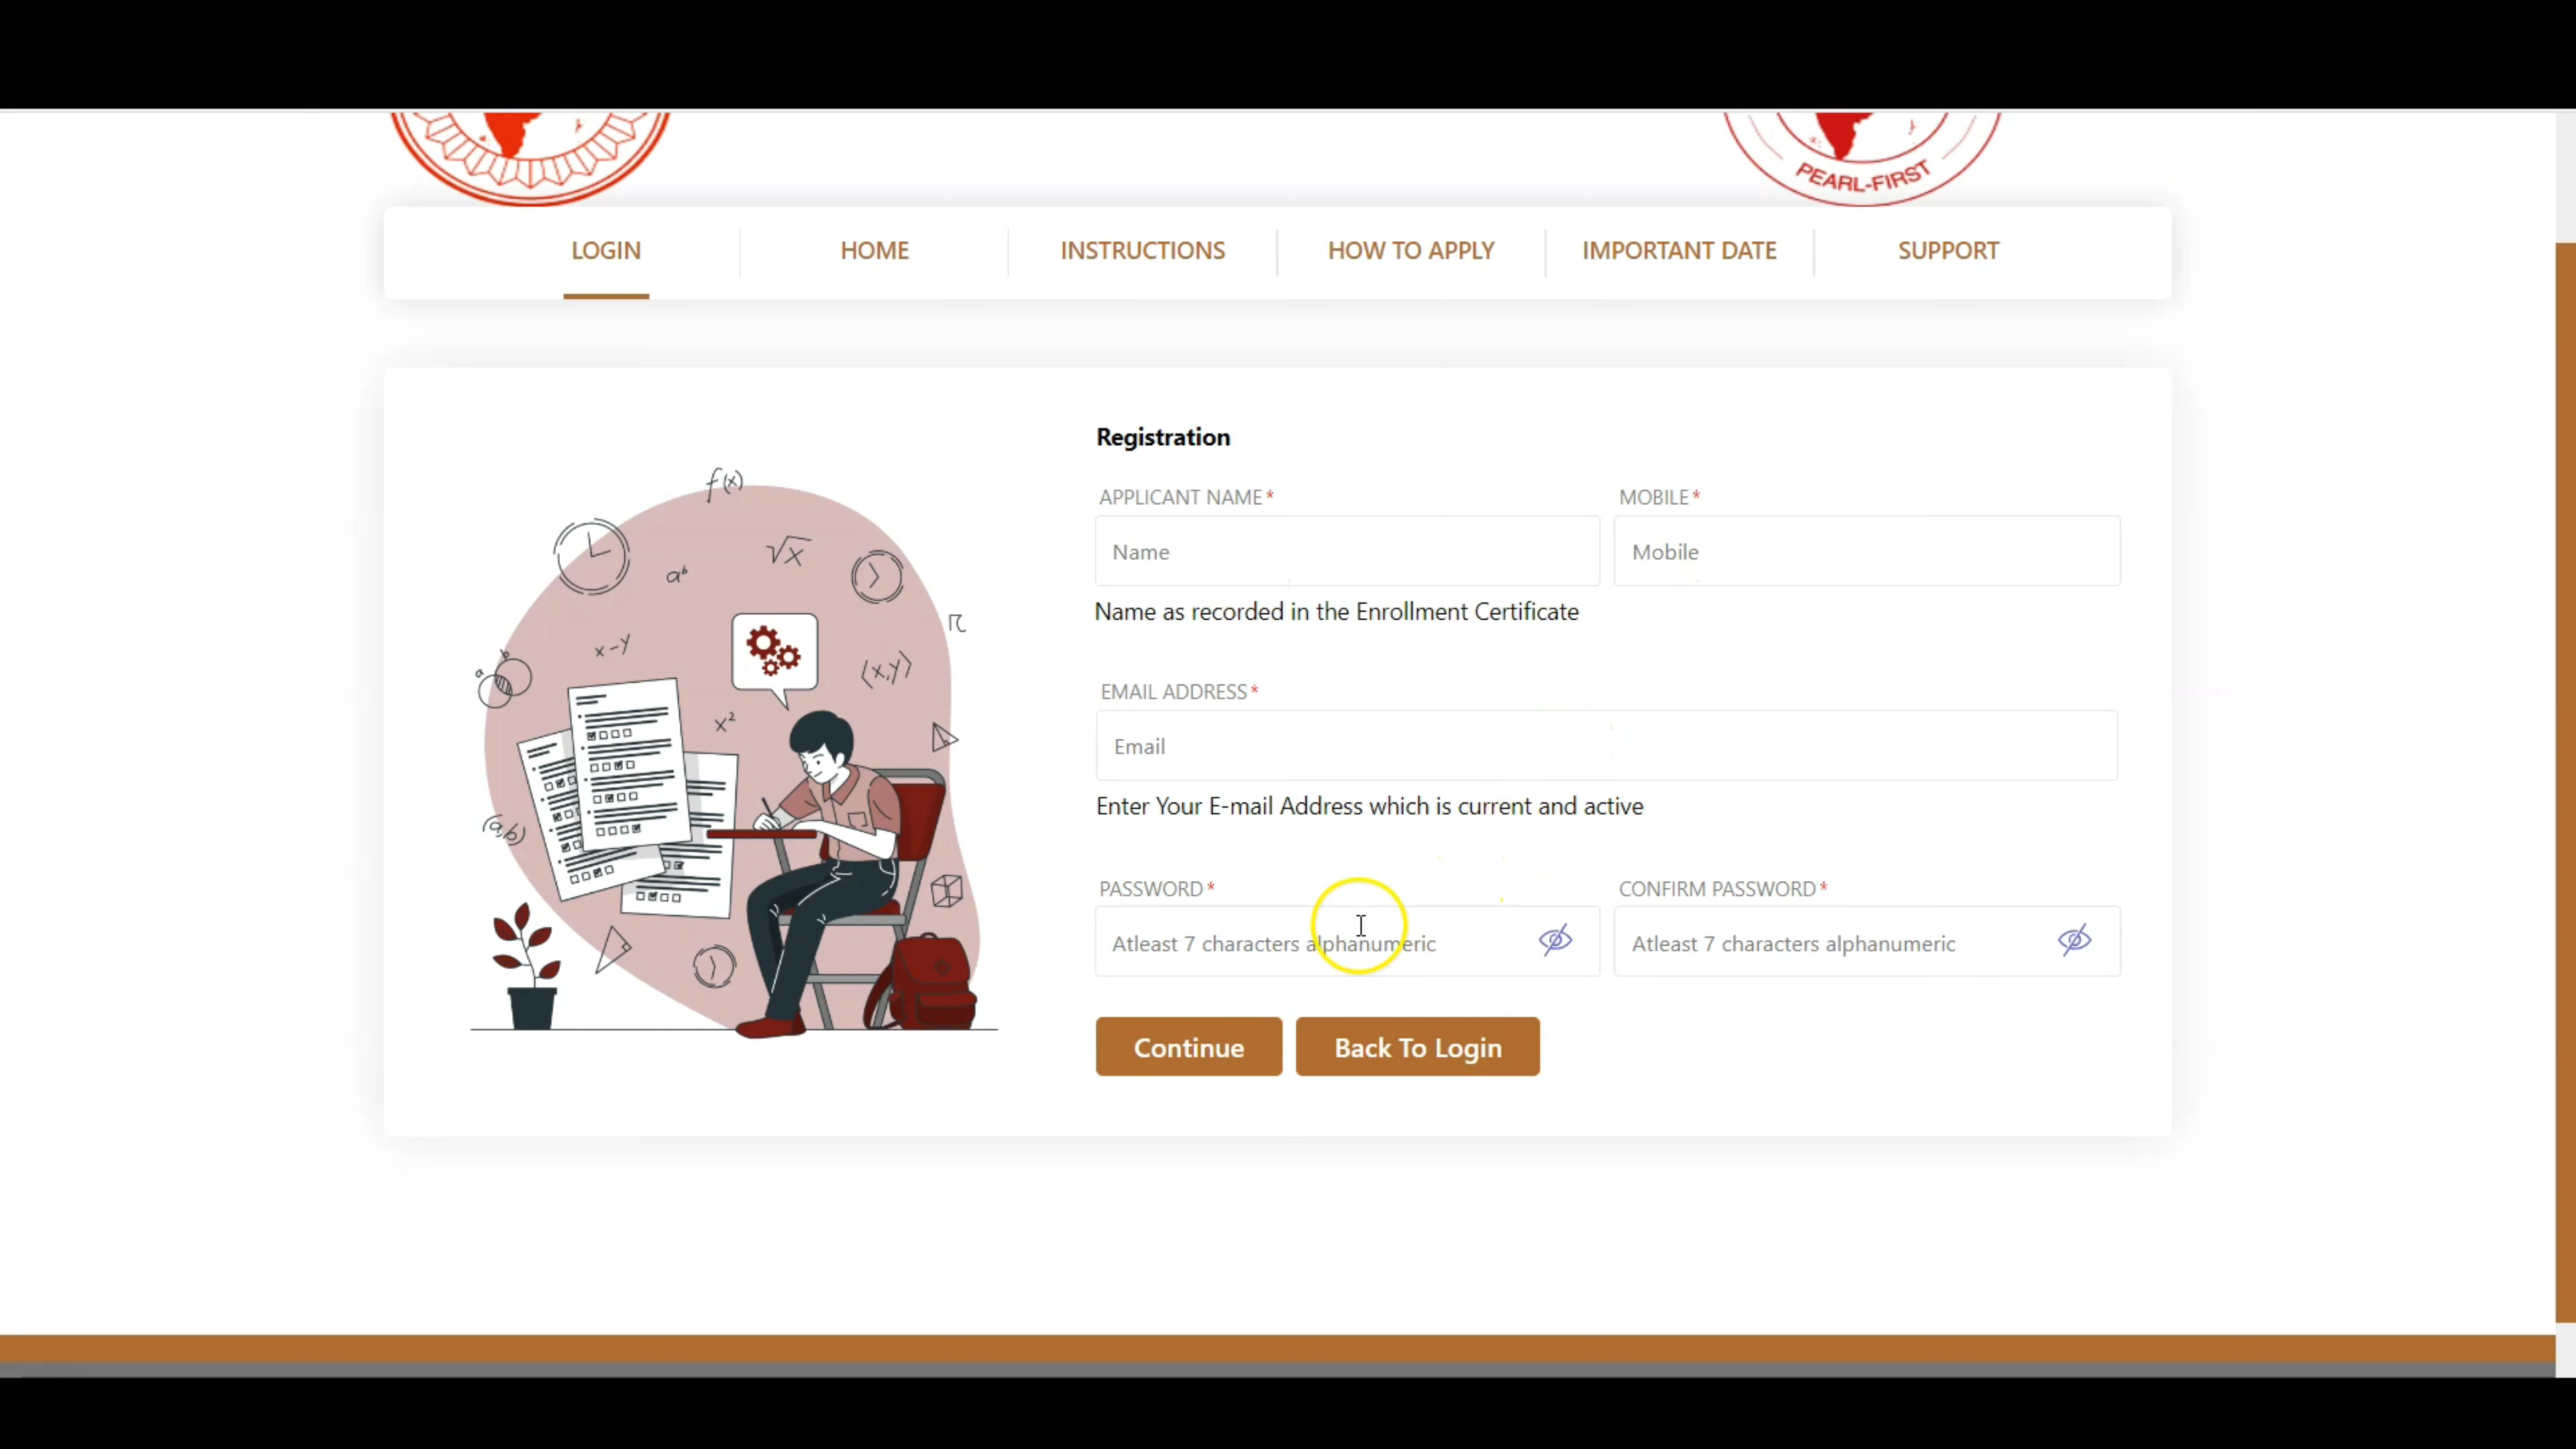 PEARL-FIRST
LOGIN
HOME
INSTRUCTIONS
HOW TO APPLY
IMPORTANT DATE
SUPPORT
Registration
APPLICANT NAME*
MOBILE*
Name
Mobile
Name as recorded in the Enrollment Certificate
EMAIL ADDRESS*
Email
Enter Your E-mail Address which is current and active
PASSWORD*
CONFIRM PASSWORD*
Atleast 7 characters alphanumeric
Atleast 7 characters alphanumeric
Continue
Back To Login
f(x)
√x
a^b
π
x-y
(x,y)
a b
x²
(a,b)